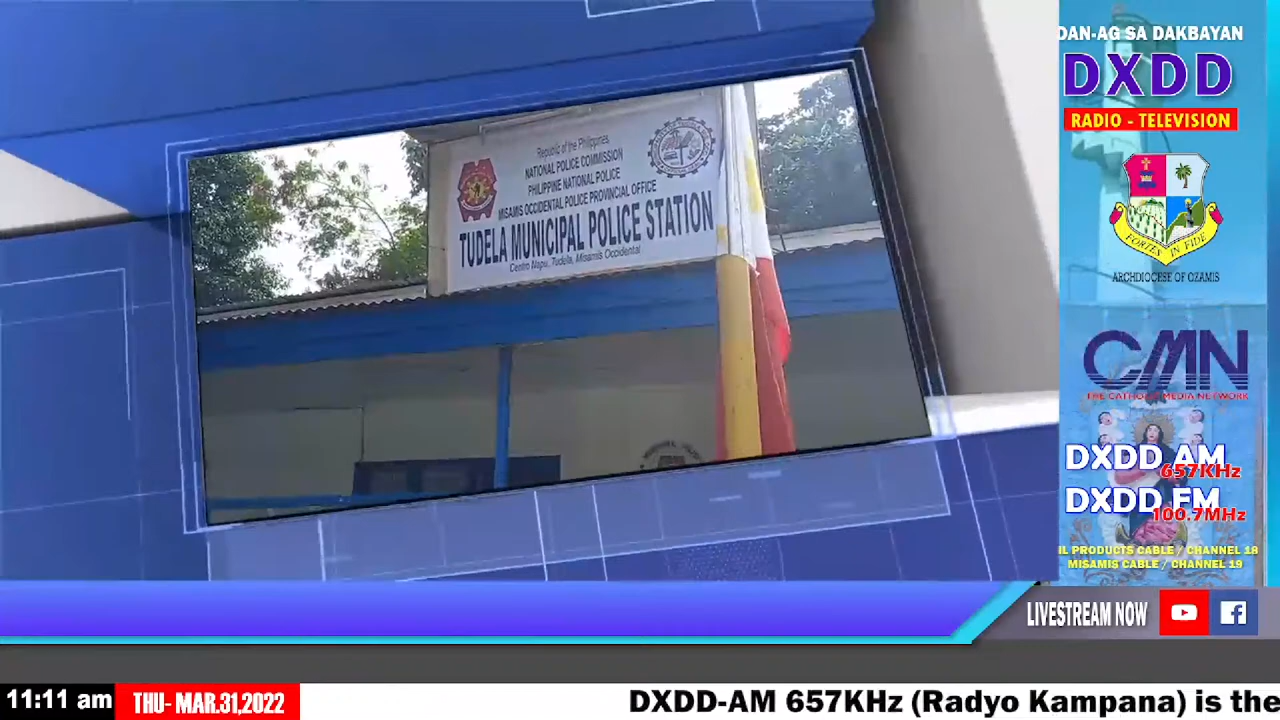 Republic of the Philippines
NATIONAL POLICE COMMISSION
PHILIPPINE NATIONAL POLICE
MISAMIS OCCIDENTAL POLICE PROVINCIAL OFFICE
TUDELA MUNICIPAL POLICE STATION
Centro Napu, Tudela, Misamis Occidental
DAN-AG SA DAKBAYAN
DXDD
RADIO - TELEVISION
FORTES IN FIDE
ARCHDIOCESE OF OZAMIS
CMN
THE CATHOLIC MEDIA NETWORK
DXDD AM
657KHz
DXDD FM
100.7MHz
IL PRODUCTS CABLE / CHANNEL 18
MISAMIS CABLE / CHANNEL 19
LIVESTREAM NOW
11:11 am
THU- MAR.31,2022
DXDD-AM 657KHz (Radyo Kampana) is the